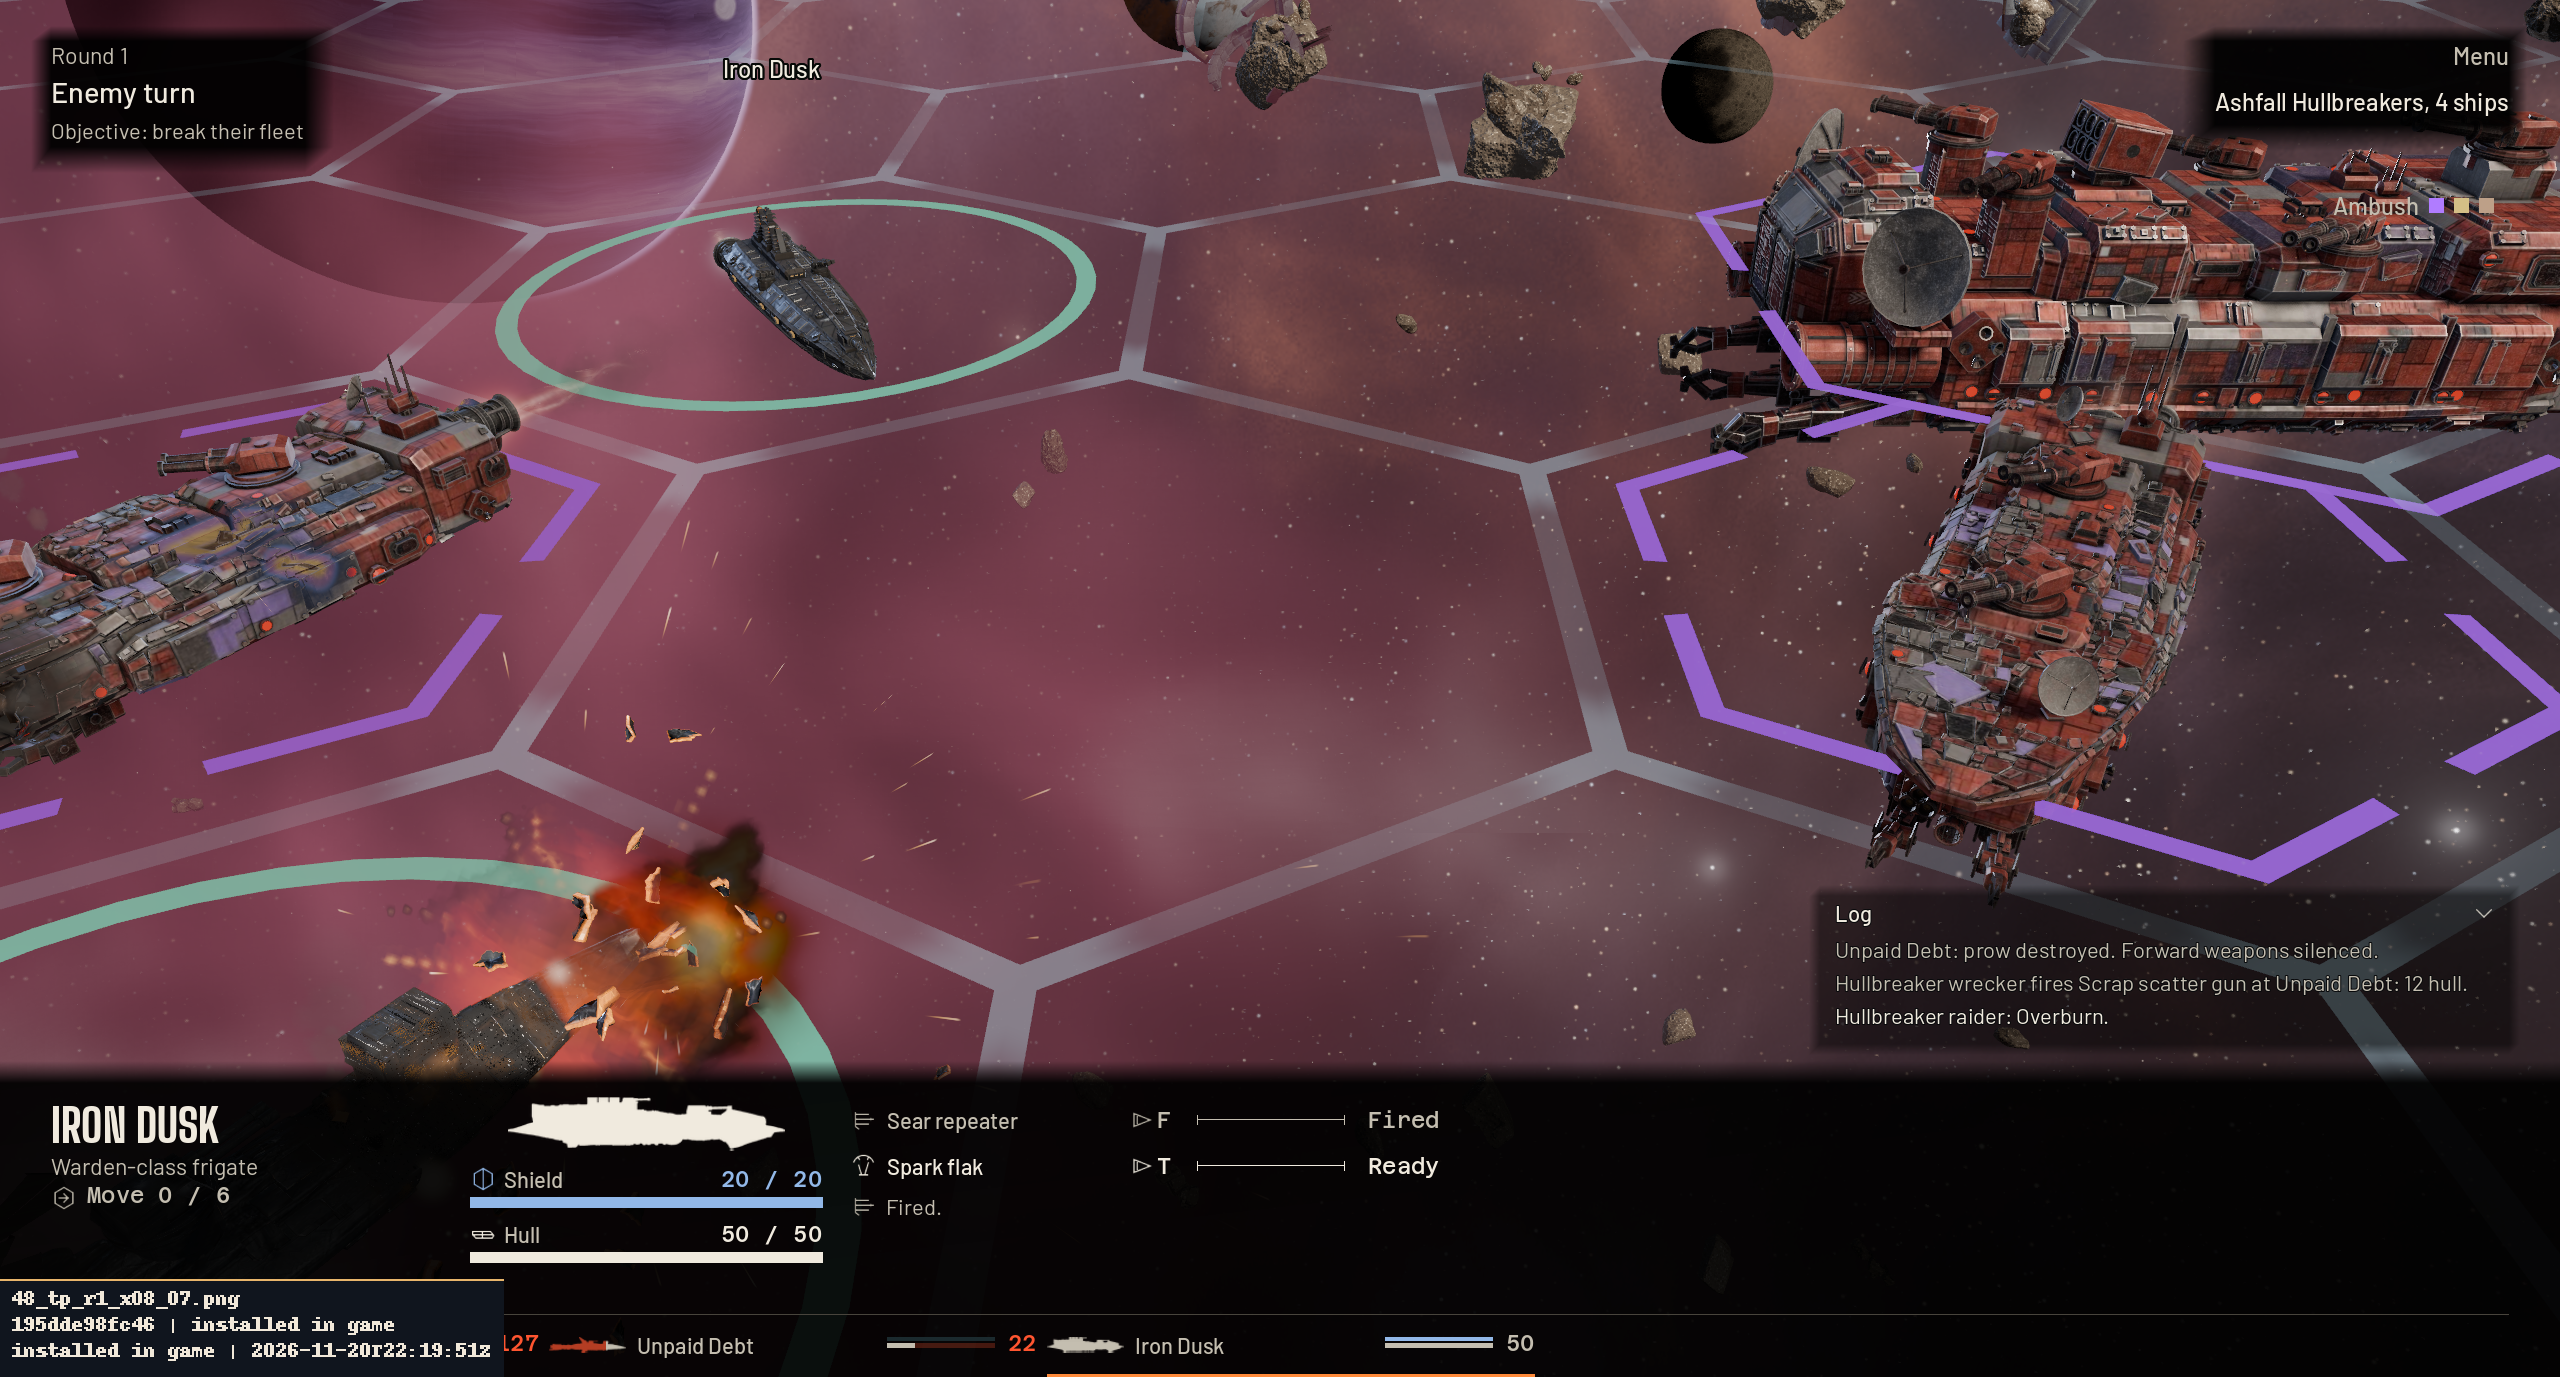 Round 1
Enemy turn
Objective: break their fleet
Iron Dusk
Menu
Ashfall Hullbreakers, 4 ships
Ambush
Log
Unpaid Debt: prow destroyed. Forward weapons silenced.
Hullbreaker wrecker fires Scrap scatter gun at Unpaid Debt: 12 hull.
Hullbreaker raider: Overburn.
IRON DUSK
Warden-class frigate
Move 0 / 6
Shield 20 / 20
Hull 50 / 50
Sear repeater F Fired
Spark flak T Ready
Fired.
48_tp_r1_x08_07.png
195dde98fc46 | installed in game
installed in game | 2026-11-20T22:19:51Z
127 Unpaid Debt 22 Iron Dusk 50